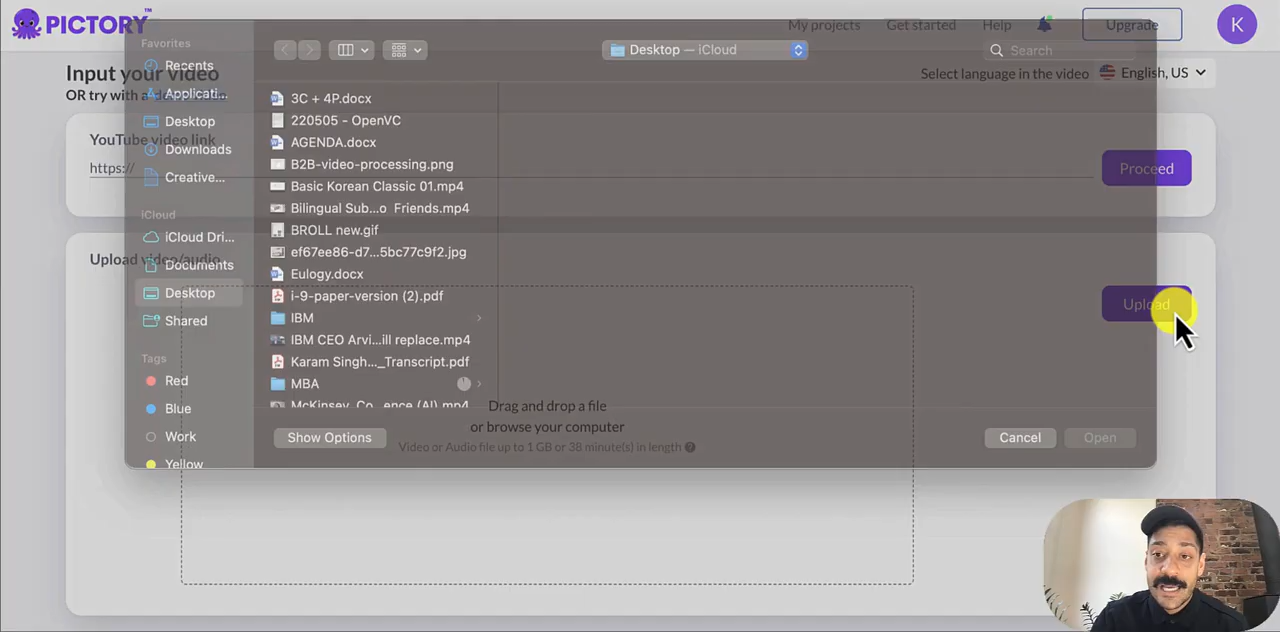 PICTORY™
My projects
Get started
Help
Upgrade
K
Input your video
OR try with a
Select language in the video
English, US
YouTube video link
https://
Proceed
Upload video/audio
Upload
Drag and drop a file
or browse your computer
Video or Audio file up to 1 GB or 38 minute(s) in length
Favorites
Recents
Applicati...
Desktop
Downloads
Creative...
iCloud
iCloud Dri...
Documents
Desktop
Shared
Tags
Red
Blue
Work
Yellow
Desktop — iCloud
Search
3C + 4P.docx
220505 - OpenVC
AGENDA.docx
B2B-video-processing.png
Basic Korean Classic 01.mp4
Bilingual Sub...o Friends.mp4
BROLL new.gif
ef67ee86-d7...5bc77c9f2.jpg
Eulogy.docx
i-9-paper-version (2).pdf
IBM
IBM CEO Arvi...ill replace.mp4
Karam Singh..._Transcript.pdf
MBA
McKinsey_Co...ence (AI).mp4
Show Options
Cancel
Open